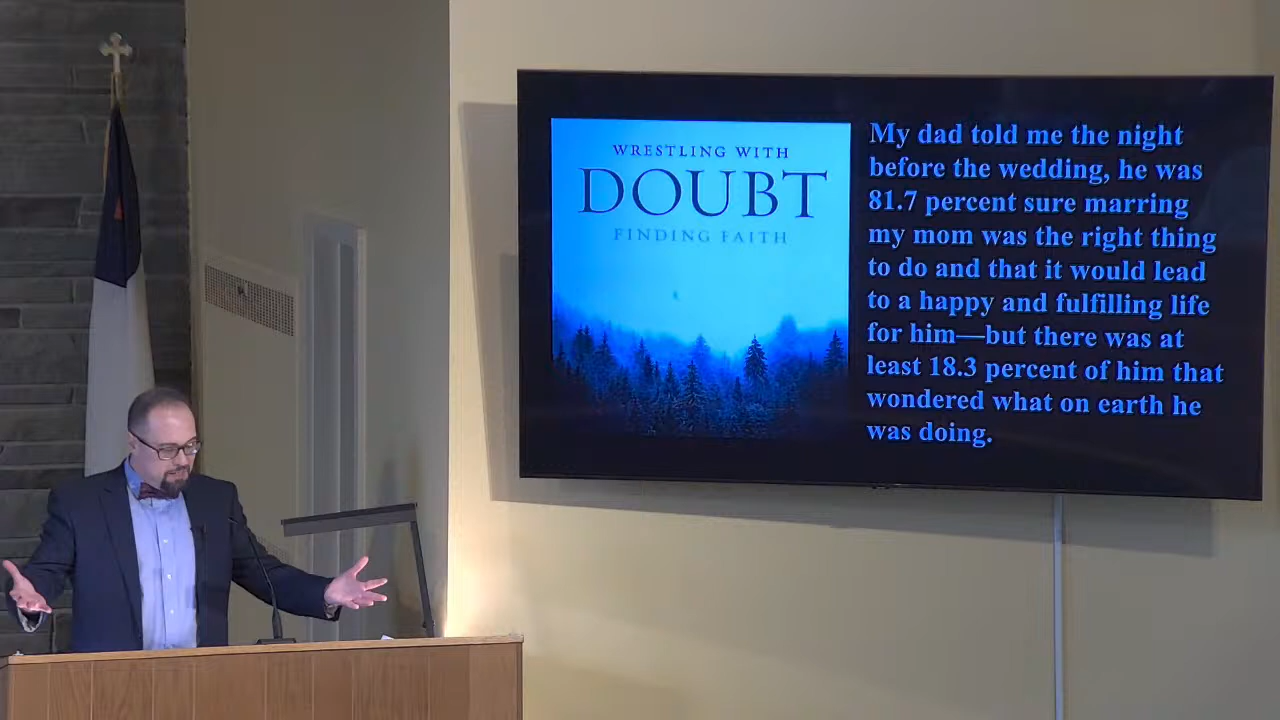 WRESTLING WITH
DOUBT
FINDING FAITH
My dad told me the night
before the wedding, he was
81.7 percent sure marring
my mom was the right thing
to do and that it would lead
to a happy and fulfilling life
for him—but there was at
least 18.3 percent of him that
wondered what on earth he
was doing.